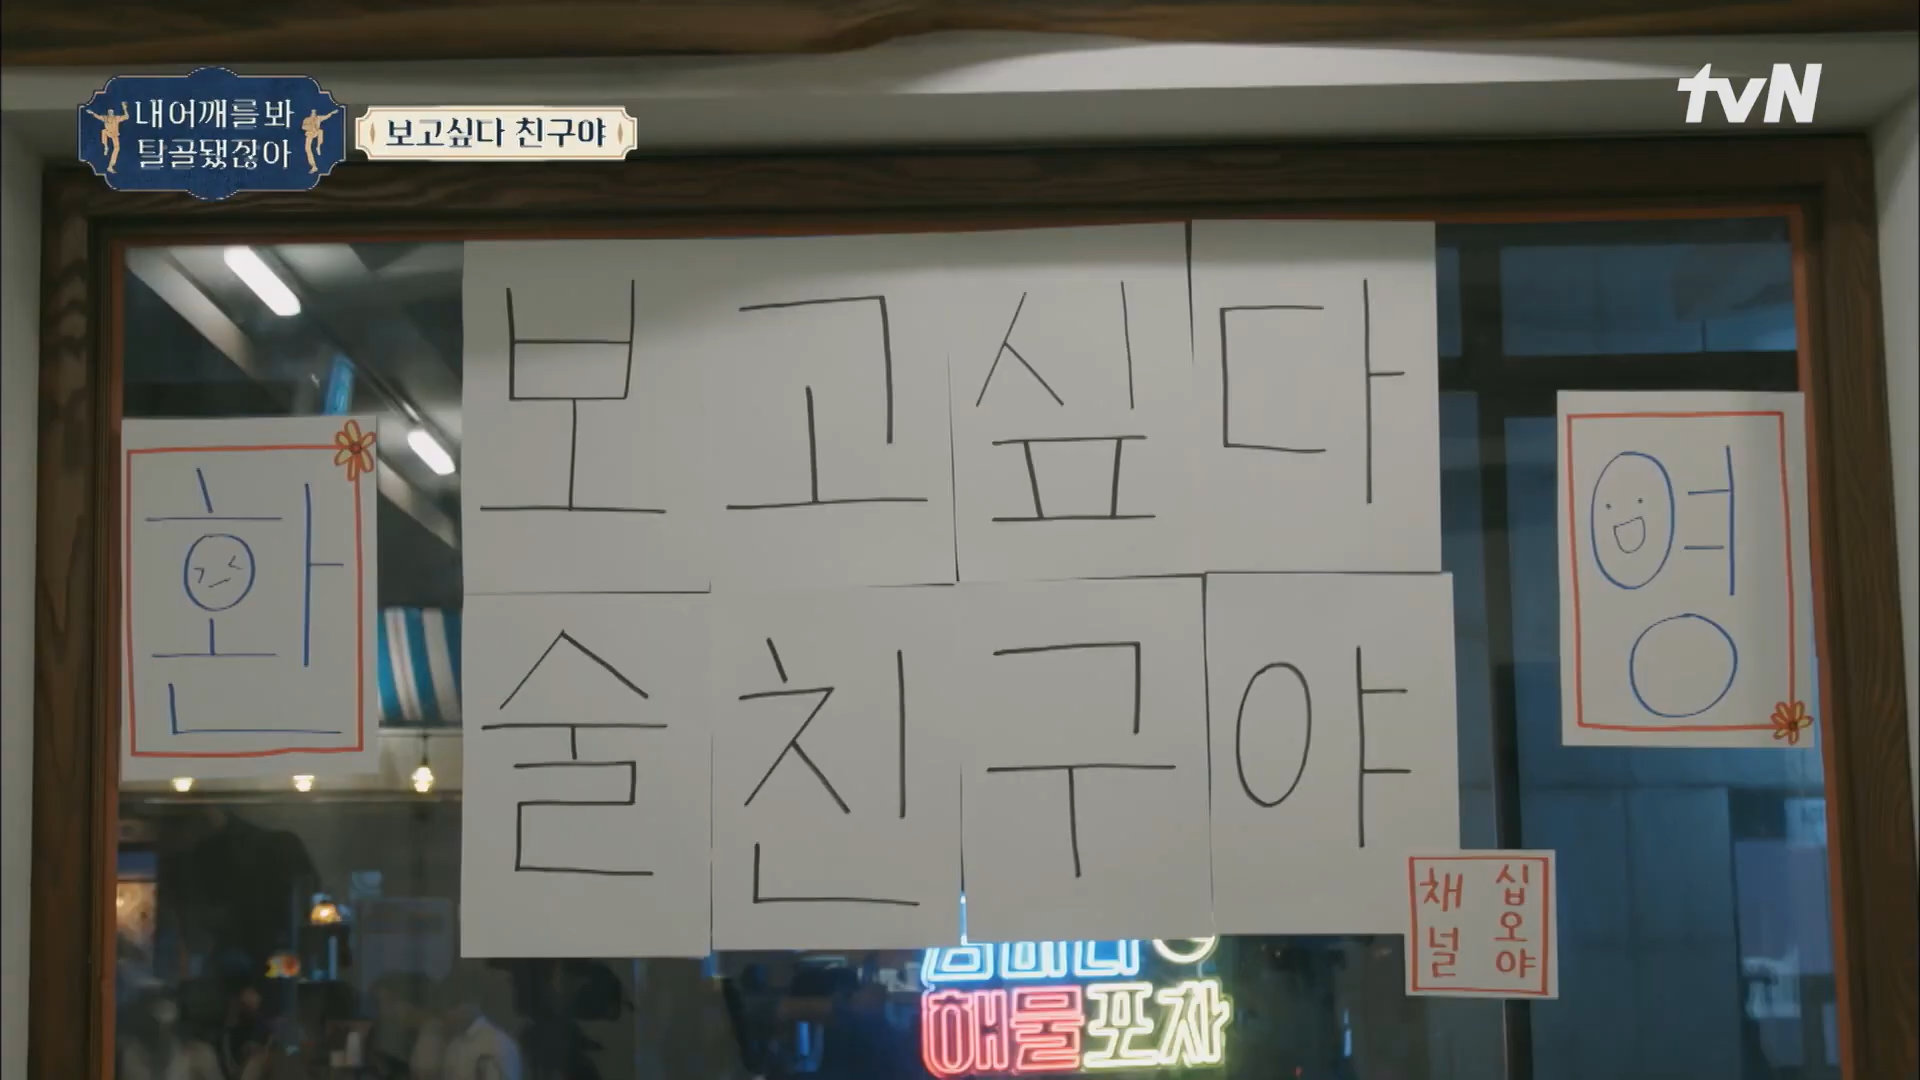 내 어깨를 봐
탈골됐잖아
보고싶다 친구야
tvN
보고싶다
술친구야
환
영
채널
십오야
해물포차